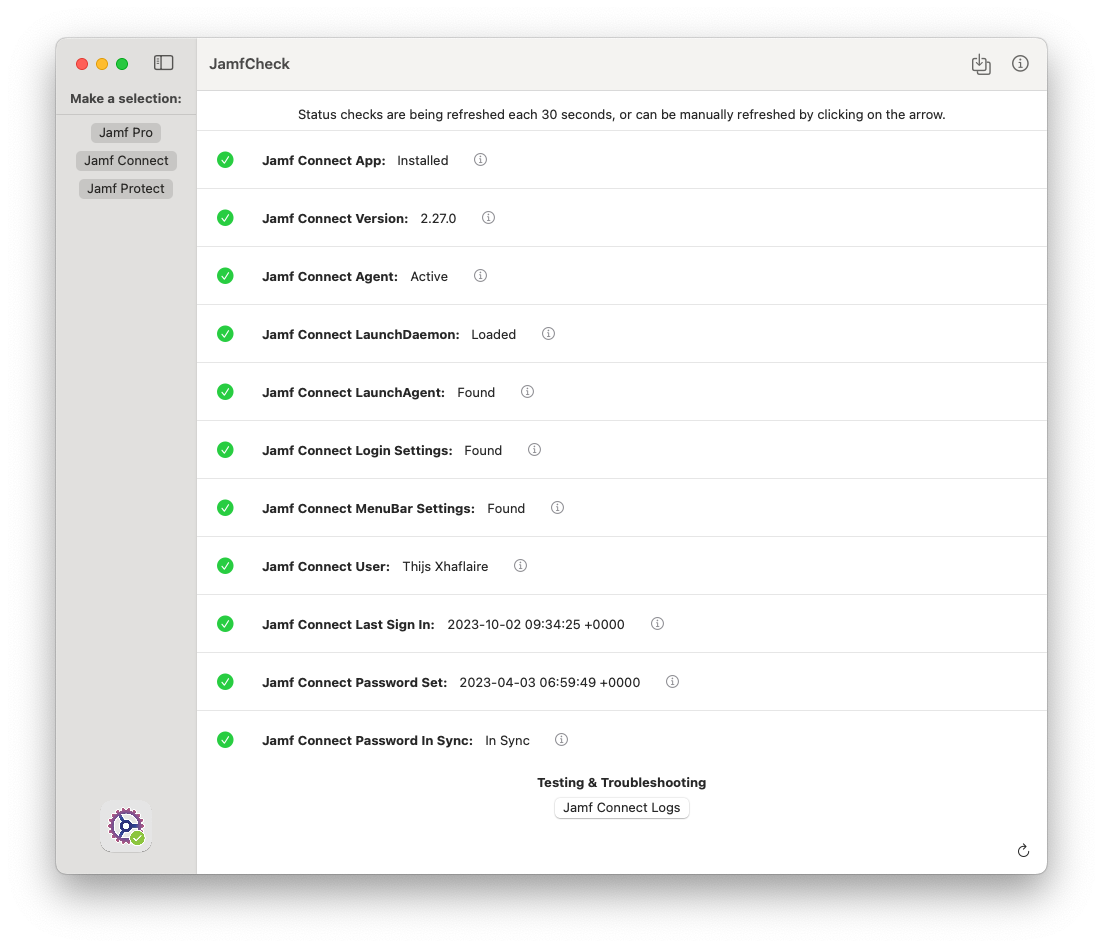 JamfCheck
Make a selection:
Jamf Pro
Jamf Connect
Jamf Protect
Status checks are being refreshed each 30 seconds, or can be manually refreshed by clicking on the arrow.
Jamf Connect App: Installed
Jamf Connect Version: 2.27.0
Jamf Connect Agent: Active
Jamf Connect LaunchDaemon: Loaded
Jamf Connect LaunchAgent: Found
Jamf Connect Login Settings: Found
Jamf Connect MenuBar Settings: Found
Jamf Connect User: Thijs Xhaflaire
Jamf Connect Last Sign In: 2023-10-02 09:34:25 +0000
Jamf Connect Password Set: 2023-04-03 06:59:49 +0000
Jamf Connect Password In Sync: In Sync
Testing & Troubleshooting
Jamf Connect Logs